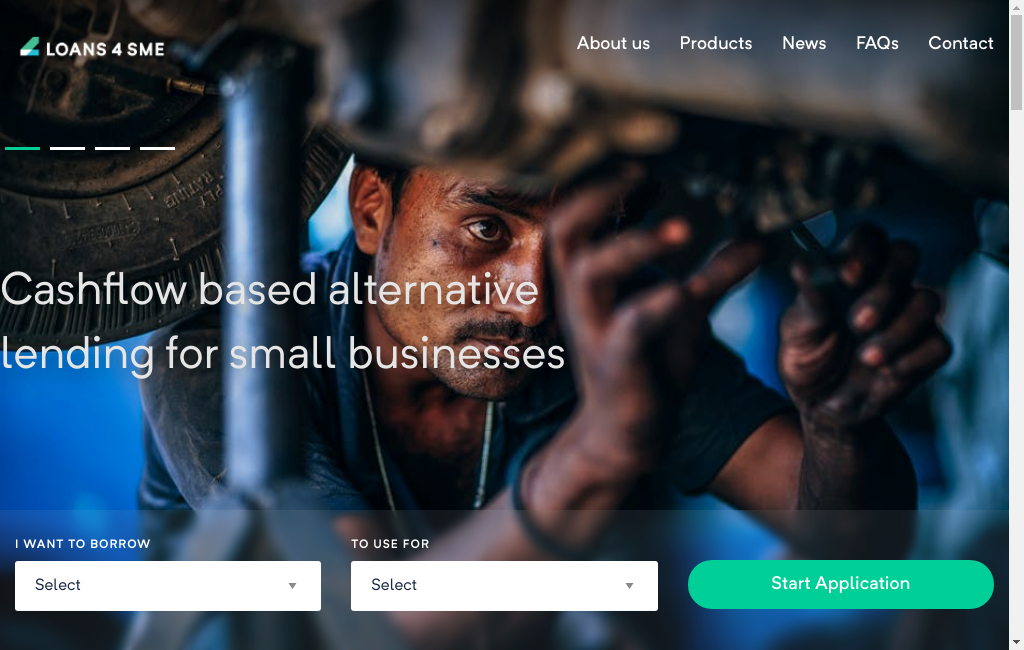 LOANS 4 SME
About us
Products
News
FAQs
Contact
Cashflow based alternative
lending for small businesses
I WANT TO BORROW
TO USE FOR
Select
Select
Start Application